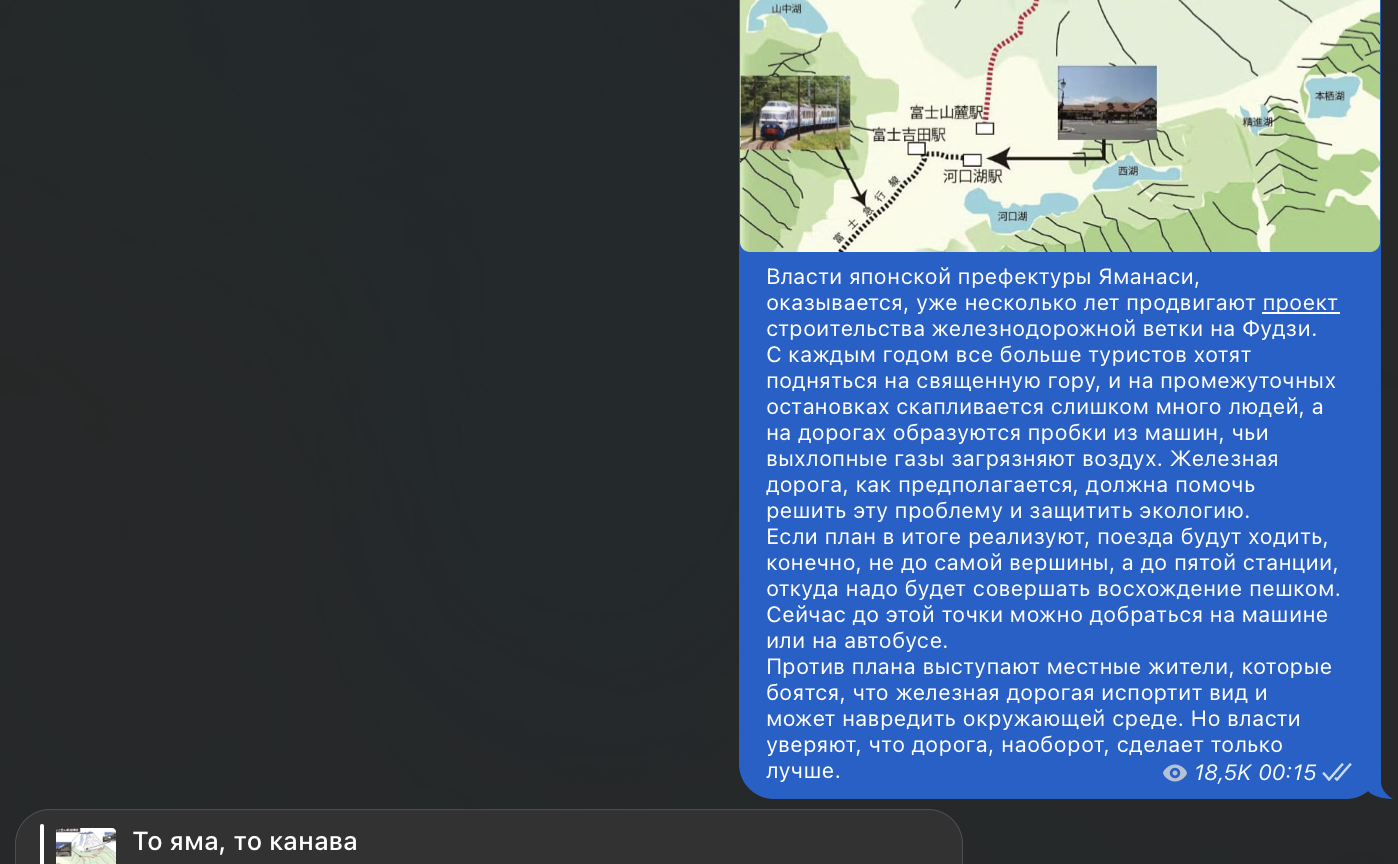 山中湖
本栖湖
富士山麓駅
精進湖
富士吉田駅
河口湖駅
西湖
富士急行線
河口湖
Власти японской префектуры Яманаси,
оказывается, уже несколько лет продвигают проект
строительства железнодорожной ветки на Фудзи.
С каждым годом все больше туристов хотят
подняться на священную гору, и на промежуточных
остановках скапливается слишком много людей, а
на дорогах образуются пробки из машин, чьи
выхлопные газы загрязняют воздух. Железная
дорога, как предполагается, должна помочь
решить эту проблему и защитить экологию.
Если план в итоге реализуют, поезда будут ходить,
конечно, не до самой вершины, а до пятой станции,
откуда надо будет совершать восхождение пешком.
Сейчас до этой точки можно добраться на машине
или на автобусе.
Против плана выступают местные жители, которые
боятся, что железная дорогая испортит вид и
может навредить окружающей среде. Но власти
уверяют, что дорога, наоборот, сделает только
лучше.
18,5K 00:15
То яма, то канава